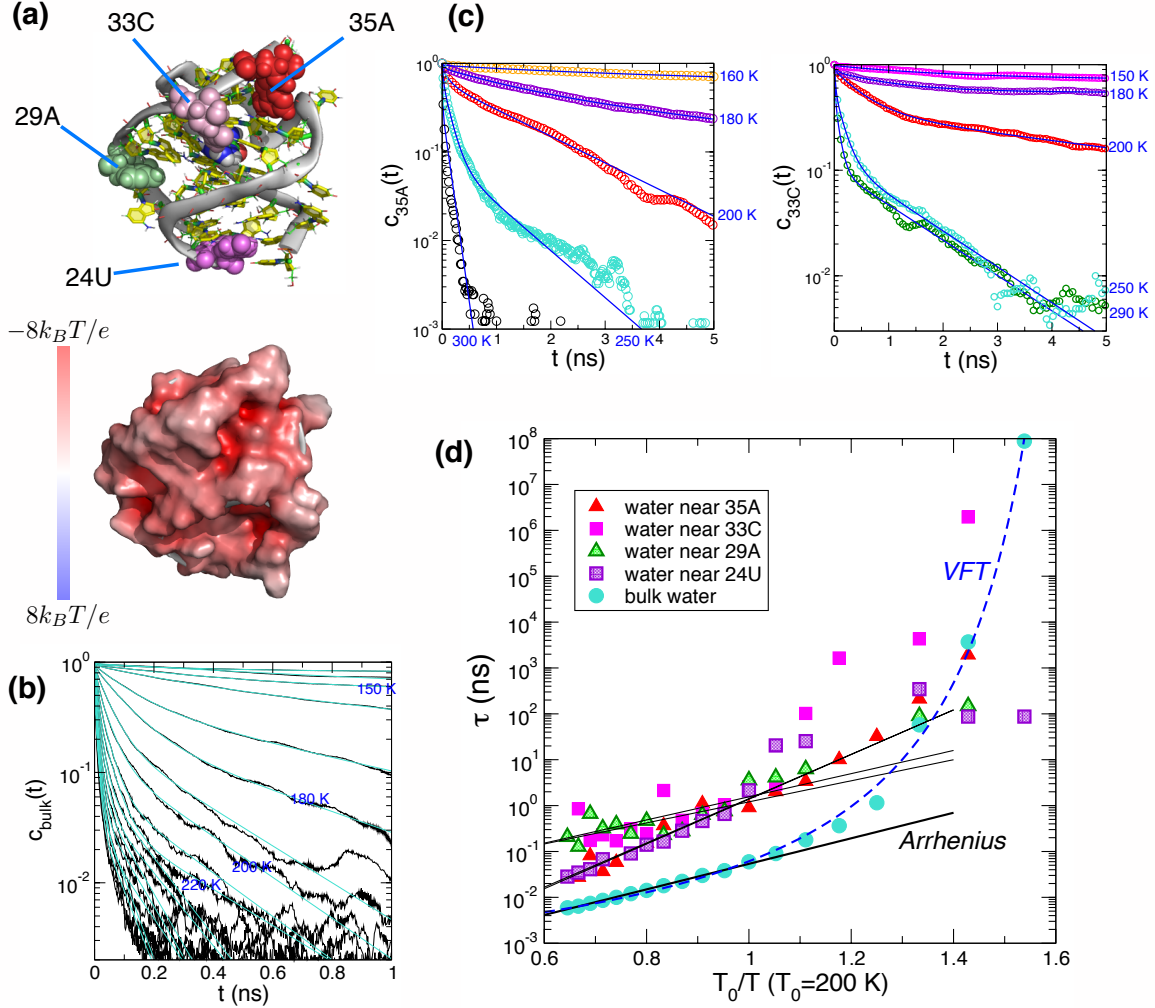 (a)
33C
35A
29A
24U
−8k_BT/e
8k_BT/e
(b)
c_bulk(t)
10^0
10^-1
10^-2
150 K
180 K
200 K
220 K
0 0.2 0.4 0.6 0.8 1
t (ns)
(c)
c_35A(t)
10^0
10^-1
10^-2
10^-3
160 K
180 K
200 K
0 1 2 3 4 5
300 K 250 K
t (ns)
c_33C(t)
10^0
10^-1
10^-2
150 K
180 K
200 K
250 K
290 K
0 1 2 3 4 5
t (ns)
(d)
τ (ns)
10^8
10^7
10^6
10^5
10^4
10^3
10^2
10^1
10^0
10^-1
10^-2
10^-3
water near 35A
water near 33C
water near 29A
water near 24U
bulk water
VFT
Arrhenius
0.6 0.8 1 1.2 1.4 1.6
T_0/T (T_0=200 K)